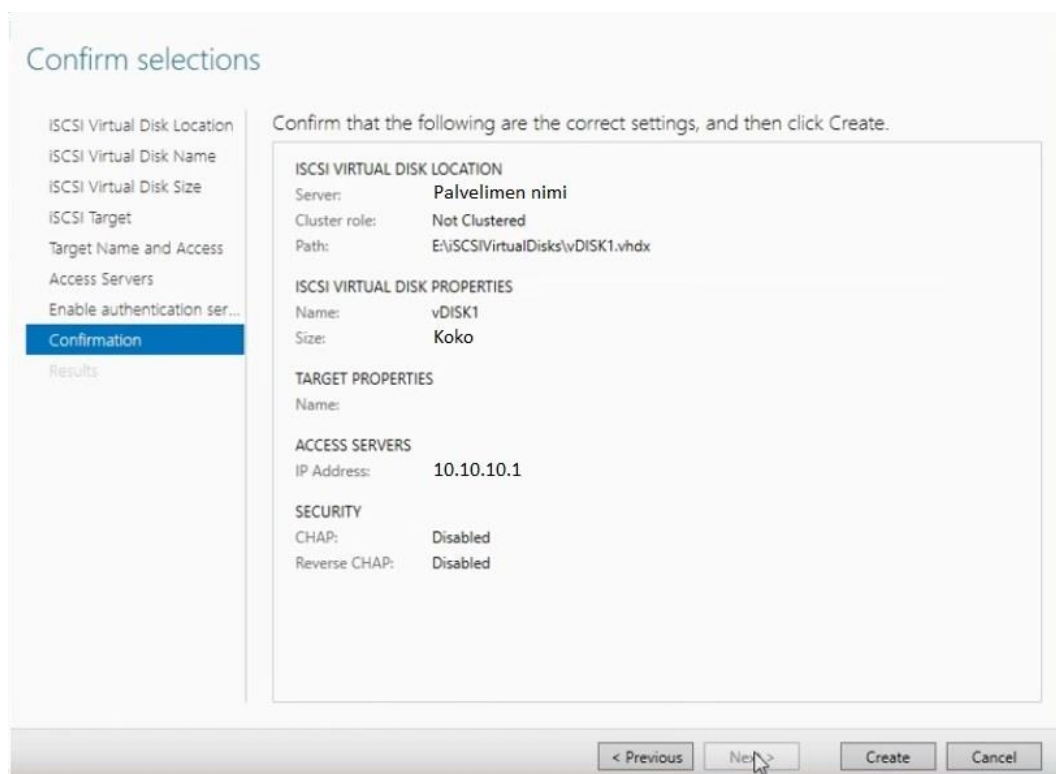 Confirm selections
iSCSI Virtual Disk Location
iSCSI Virtual Disk Name
iSCSI Virtual Disk Size
iSCSI Target
Target Name and Access
Access Servers
Enable authentication ser...
Confirmation
Results
Confirm that the following are the correct settings, and then click Create.
ISCSI VIRTUAL DISK LOCATION
Server: Palvelimen nimi
Cluster role: Not Clustered
Path: E:\iSCSIVirtualDisks\vDISK1.vhdx
ISCSI VIRTUAL DISK PROPERTIES
Name: vDISK1
Size: Koko
TARGET PROPERTIES
Name:
ACCESS SERVERS
IP Address: 10.10.10.1
SECURITY
CHAP: Disabled
Reverse CHAP: Disabled
< Previous Next > Create Cancel